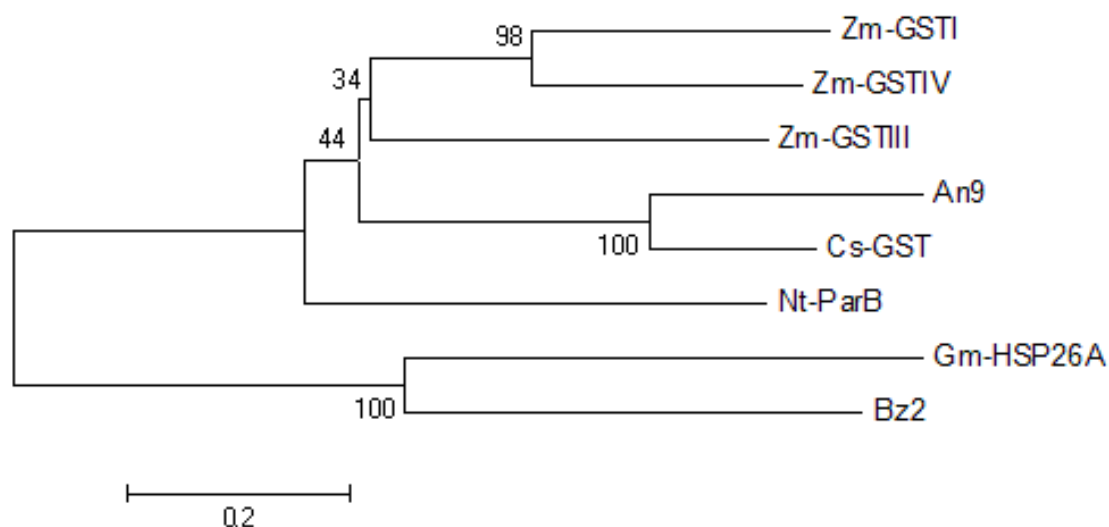 98
Zm-GSTI
Zm-GSTIV
34
Zm-GSTIII
44
An9
100
Cs-GST
Nt-ParB
Gm-HSP26A
100
Bz2
0.2